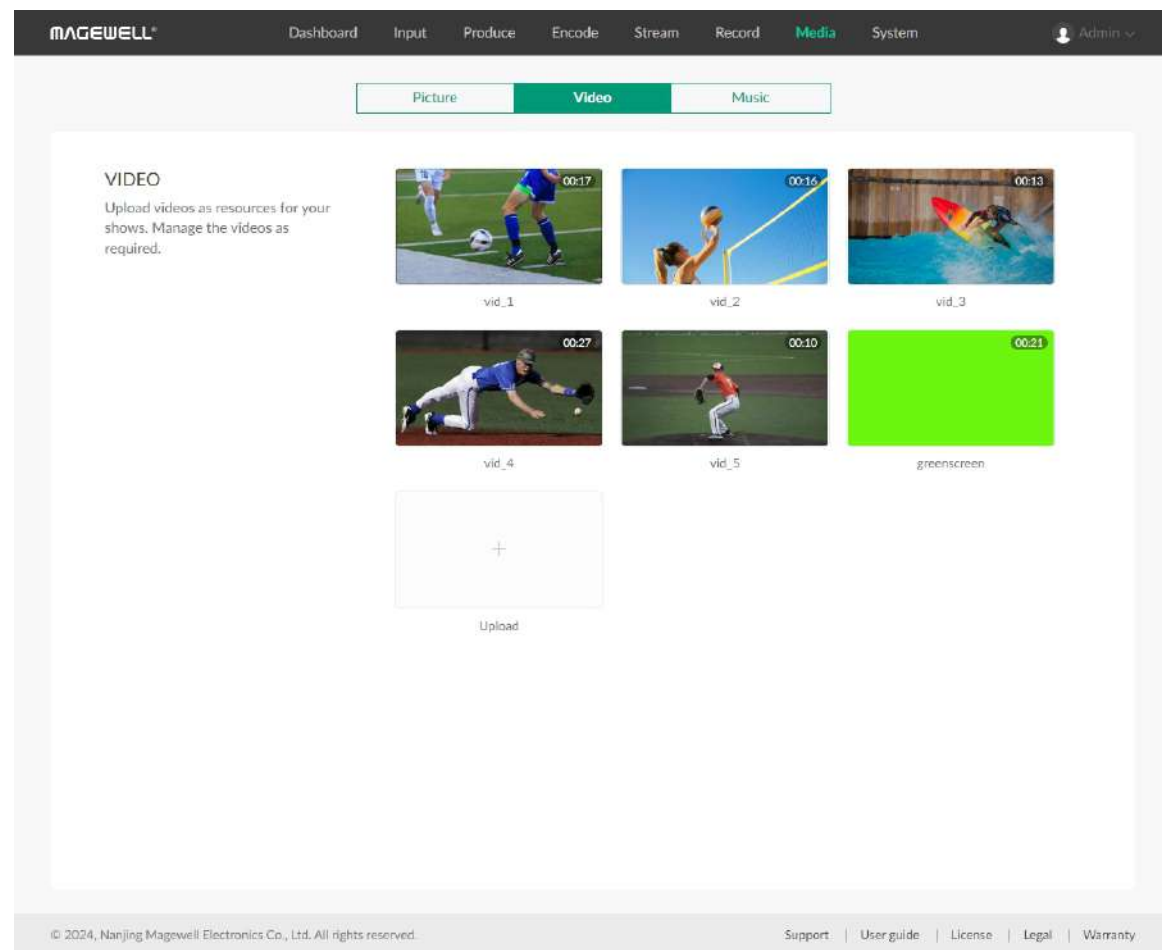 MAGEWELL®
Dashboard Input Produce Encode Stream Record Media System Admin
Picture Video Music
VIDEO
Upload videos as resources for your
shows. Manage the videos as
required.
00:17 00:16 00:13
vid_1 vid_2 vid_3
00:27 00:10 00:21
vid_4 vid_5 greenscreen
+
Upload
© 2024, Nanjing Magewell Electronics Co., Ltd. All rights reserved.
Support | User guide | License | Legal | Warranty